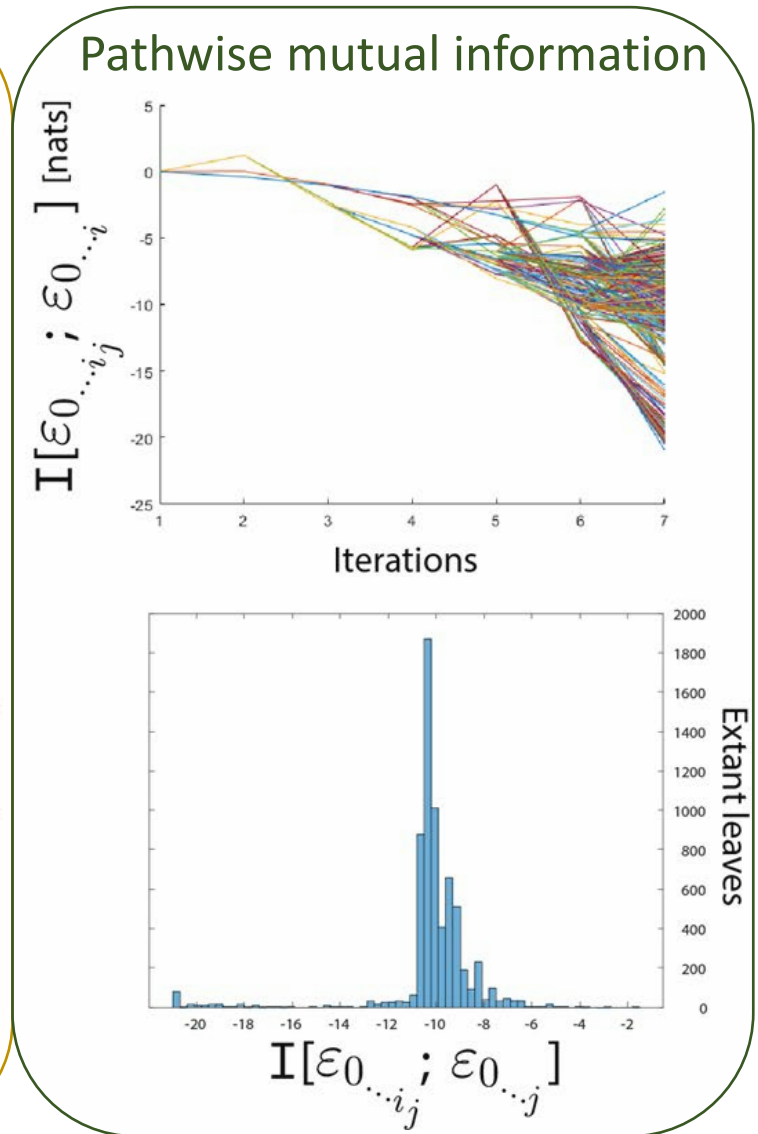 Pathwise mutual information
I[ε0...ij ; ε0...i] [nats]
5
0
-5
-10
-15
-20
-25
1 2 3 4 5 6 7
Iterations
2000
1800
1600
1400
1200
1000
800
600
400
200
0
Extant leaves
-20 -18 -16 -14 -12 -10 -8 -6 -4 -2
I[ε0...ij ; ε0...j]